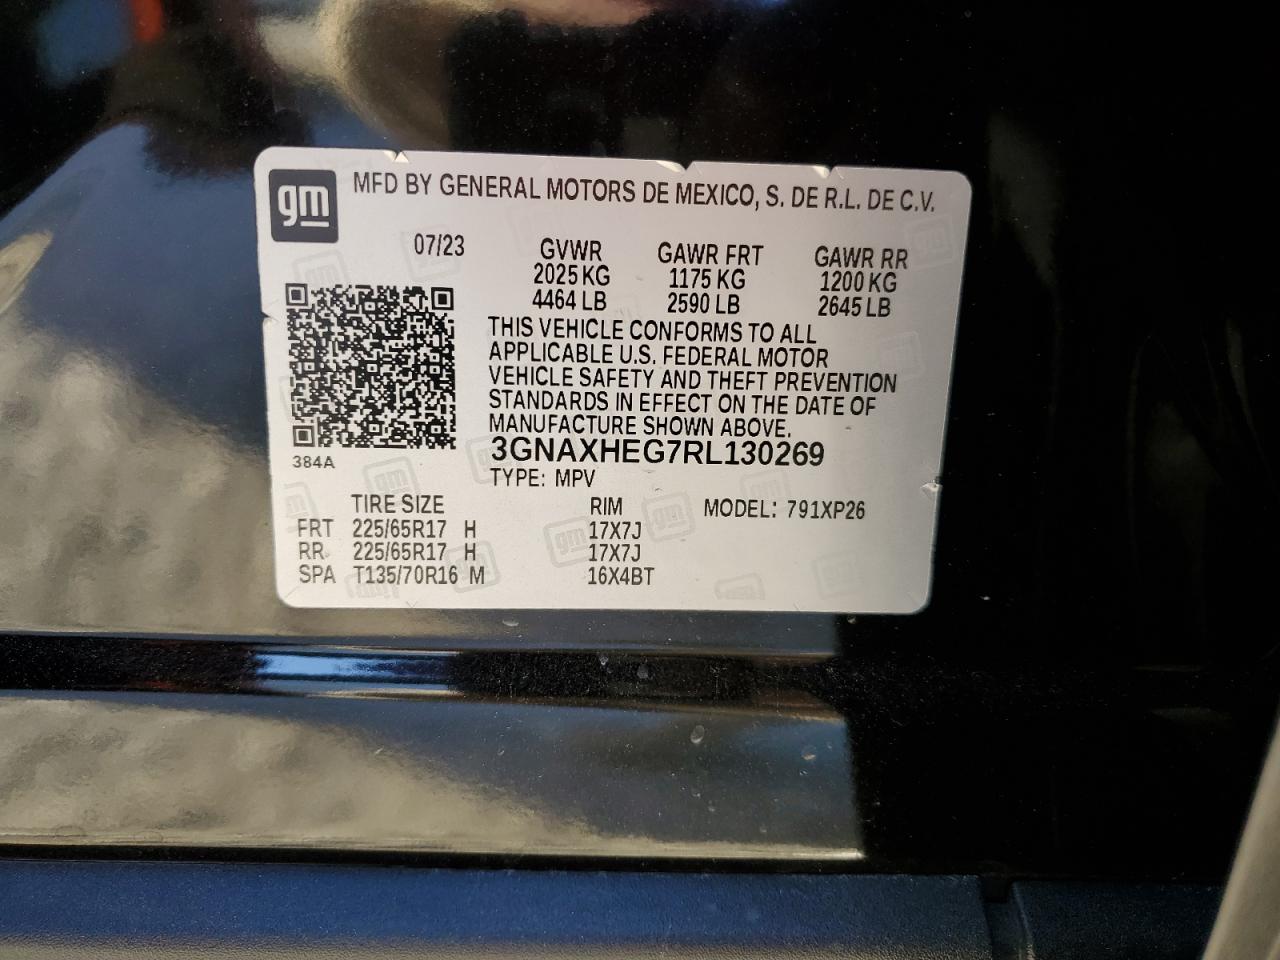 gm MFD BY GENERAL MOTORS DE MEXICO, S. DE R.L. DE C.V.
07/23 GVWR GAWR FRT GAWR RR
2025 KG 1175 KG 1200 KG
4464 LB 2590 LB 2645 LB
THIS VEHICLE CONFORMS TO ALL
APPLICABLE U.S. FEDERAL MOTOR
VEHICLE SAFETY AND THEFT PREVENTION
STANDARDS IN EFFECT ON THE DATE OF
MANUFACTURE SHOWN ABOVE.
3GNAXHEG7RL130269
384A
TYPE: MPV
TIRE SIZE RIM MODEL: 791XP26
FRT 225/65R17 H 17X7J
RR 225/65R17 H 17X7J
SPA T135/70R16 M 16X4BT